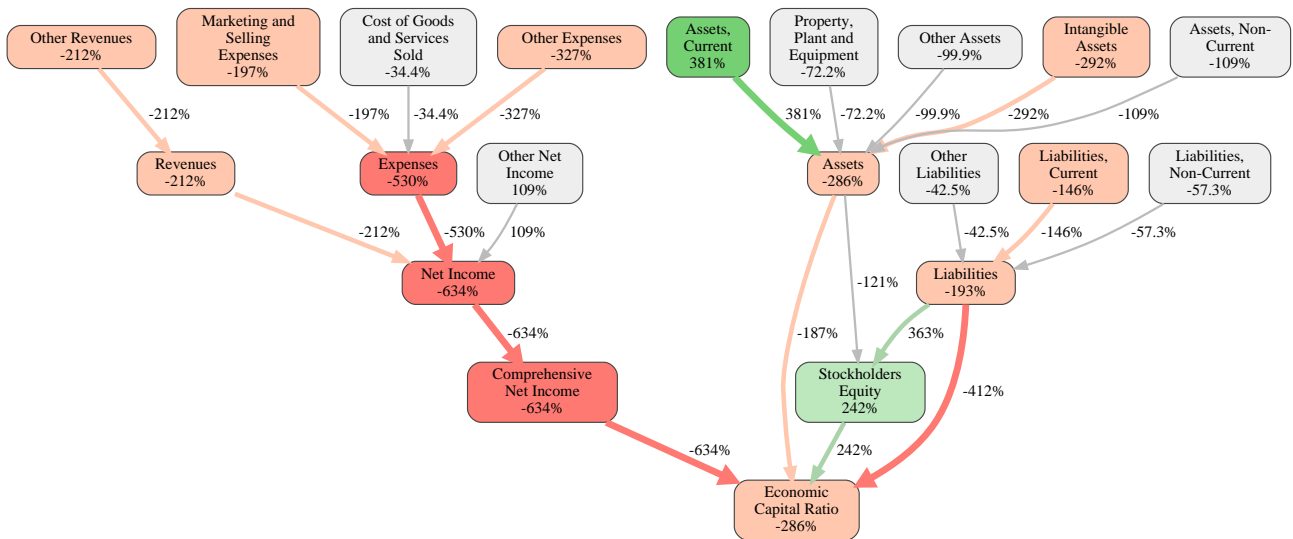 Other Revenues
-212%
Marketing and
Selling
Expenses
-197%
Cost of Goods
and Services
Sold
-34.4%
Other Expenses
-327%
Assets,
Current
381%
Property,
Plant and
Equipment
-72.2%
Other Assets
-99.9%
Intangible
Assets
-292%
Assets, Non-
Current
-109%
-212%
-197%
-34.4%
-327%
381%
-72.2%
-99.9%
-292%
-109%
Revenues
-212%
Expenses
-530%
Other Net
Income
109%
Assets
-286%
Other
Liabilities
-42.5%
Liabilities,
Current
-146%
Liabilities,
Non-Current
-57.3%
-212%
-530%
109%
-42.5%
-146%
-57.3%
Net Income
-634%
-121%
Liabilities
-193%
-634%
-187%
363%
Comprehensive
Net Income
-634%
Stockholders
Equity
242%
-412%
-634%
242%
Economic
Capital Ratio
-286%